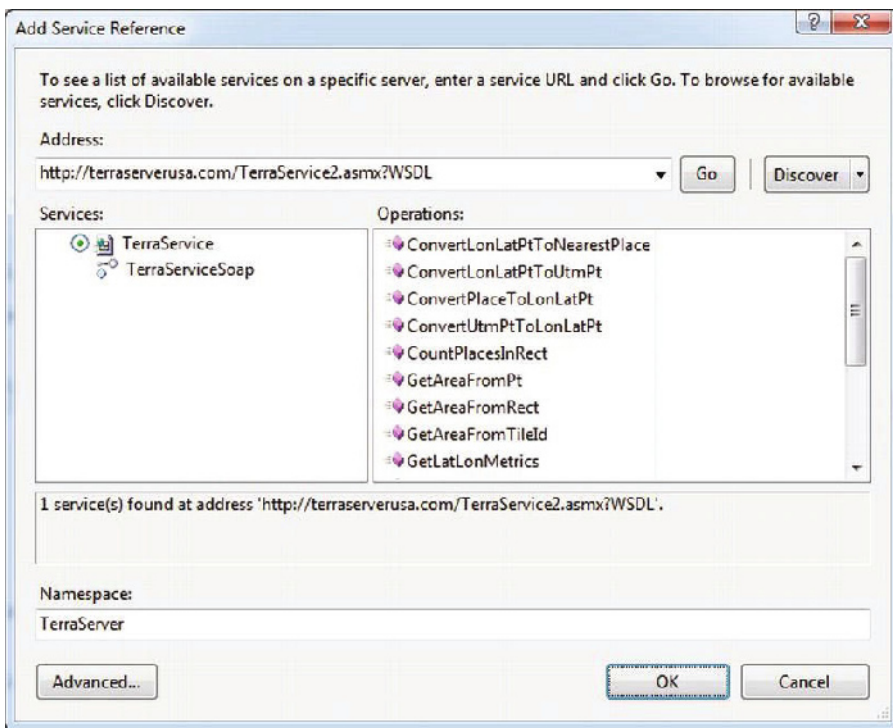 Add Service Reference
To see a list of available services on a specific server, enter a service URL and click Go. To browse for available
services, click Discover.
Address:
http://terraserverusa.com/TerraService2.asmx?WSDL
Go
Discover
Services:
Operations:
TerraService
TerraServiceSoap
ConvertLonLatPtToNearestPlace
ConvertLonLatPtToUtmPt
ConvertPlaceToLonLatPt
ConvertUtmPtToLonLatPt
CountPlacesInRect
GetAreaFromPt
GetAreaFromRect
GetAreaFromTileId
GetLatLonMetrics
1 service(s) found at address 'http://terraserverusa.com/TerraService2.asmx?WSDL'.
Namespace:
TerraServer
Advanced...
OK
Cancel